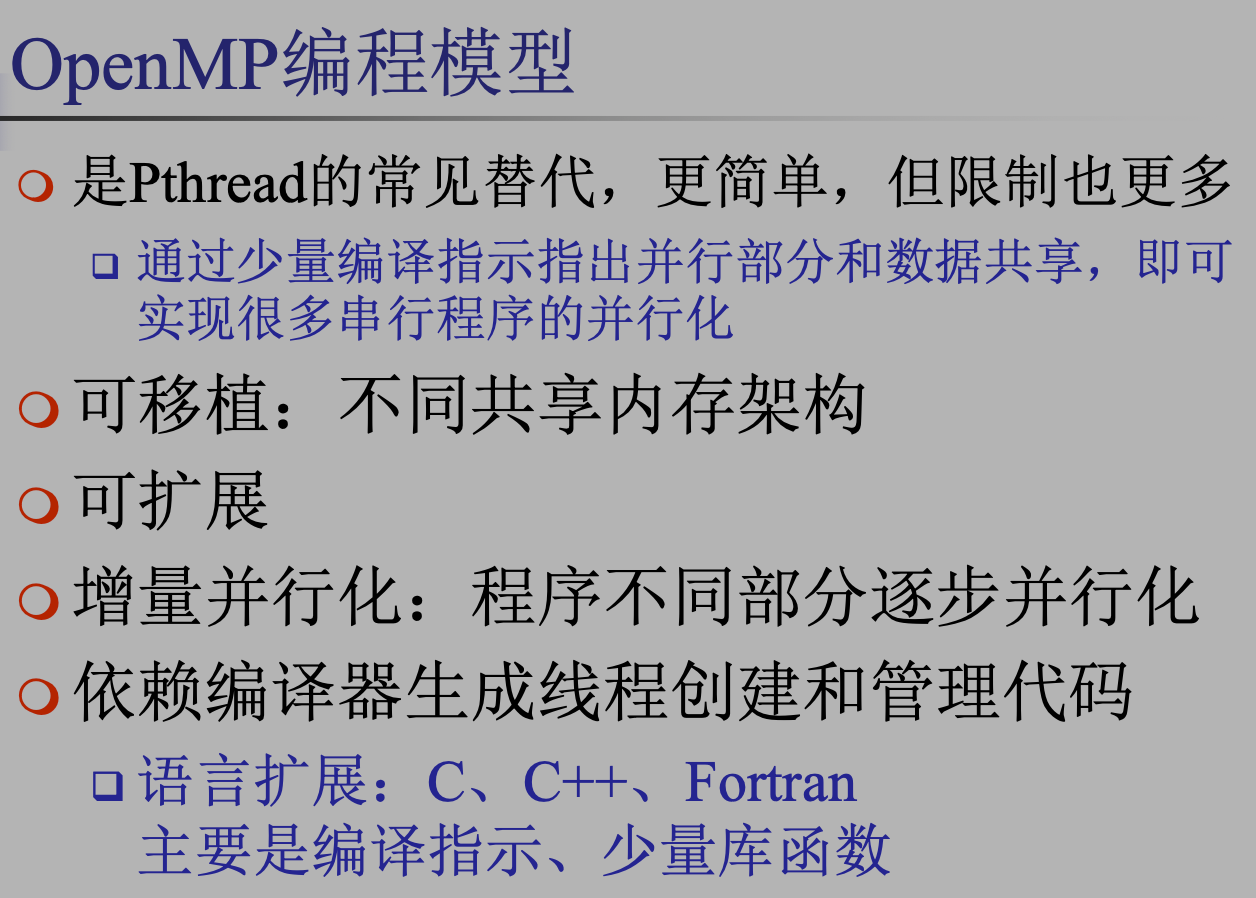 OpenMP编程模型
是Pthread的常见替代，更简单，但限制也更多
通过少量编译指示指出并行部分和数据共享，即可
实现很多串行程序的并行化
可移植：不同共享内存架构
可扩展
增量并行化：程序不同部分逐步并行化
依赖编译器生成线程创建和管理代码
语言扩展：C、C++、Fortran
主要是编译指示、少量库函数